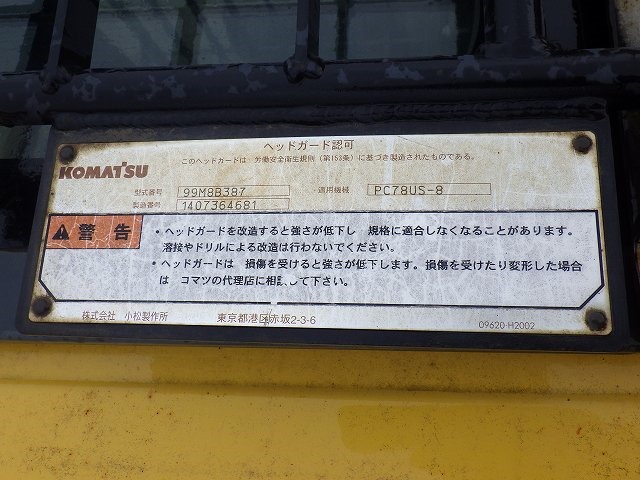 ヘッドガード認可
このヘッドガードは 労働安全衛生規則(第153条)に基づき製造されたものである。
KOMATSU
型式番号 99M8B387 適用機械 PC78US-8
製造番号 1407364681
警告
・ヘッドガードを改造すると強さが低下し 規格に適合しなくなることがあります。
溶接やドリルによる改造は行わないでください。
・ヘッドガードは 損傷を受けると強さが低下します。損傷を受けたり変形した場合
は コマツの代理店に相談して下さい。
株式会社 小松製作所 東京都港区赤坂2-3-6 09620-H2002